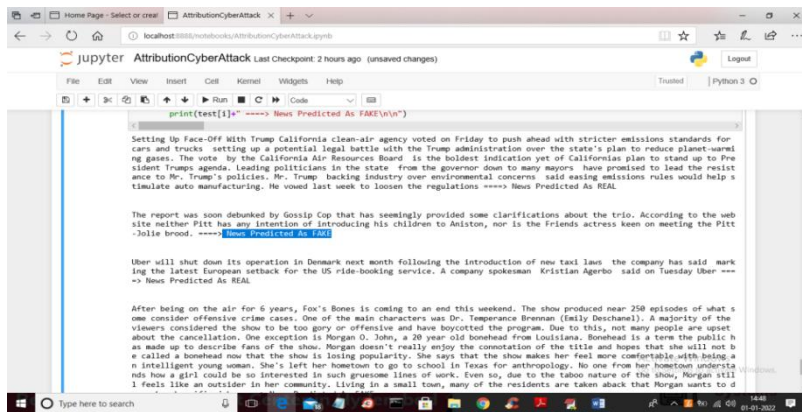 Home Page - Select or creat
AttributionCyberAttack
localhost:8888/notebooks/AttributionCyberAttack.ipynb
jupyter AttributionCyberAttack Last Checkpoint: 2 hours ago (unsaved changes)
Logout
File Edit View Insert Cell Kernel Widgets Help
Trusted Python 3
Run Code
print(test[i]+" ====> News Predicted As FAKE\n\n")
Setting Up Face-Off With Trump California clean-air agency voted on Friday to push ahead with stricter emissions standards for
cars and trucks setting up a potential legal battle with the Trump administration over the state's plan to reduce planet-warmi
ng gases. The vote by the California Air Resources Board is the boldest indication yet of Californias plan to stand up to Pre
sident Trumps agenda. Leading politicians in the state from the governor down to many mayors have promised to lead the resist
ance to Mr. Trump's policies. Mr. Trump backing industry over environmental concerns said easing emissions rules would help s
timulate auto manufacturing. He vowed last week to loosen the regulations ====> News Predicted As REAL
The report was soon debunked by Gossip Cop that has seemingly provided some clarifications about the trio. According to the web
site neither Pitt has any intention of introducing his children to Aniston, nor is the Friends actress keen on meeting the Pitt
-Jolie brood. ====> News Predicted As FAKE
Uber will shut down its operation in Denmark next month following the introduction of new taxi laws the company has said mark
ing the latest European setback for the US ride-booking service. A company spokesman Kristian Agerbo said on Tuesday Uber ===
=> News Predicted As REAL
After being on the air for 6 years, Fox's Bones is coming to an end this weekend. The show produced near 250 episodes of what s
ome consider offensive crime cases. One of the main characters was Dr. Temperance Brennan (Emily Deschanel). A majority of the
viewers considered the show to be too gory or offensive and have boycotted the program. Due to this, not many people are upset
about the cancellation. One exception is Morgan O. John, a 20 year old bonehead from Louisiana. Bonehead is a term the public h
as made up to describe fans of the show. Morgan doesn't really enjoy the connotation of the title and hopes that she will not b
e called a bonehead now that the show is losing popularity. She says that the show makes her feel more comfortable with being a
n intelligent young woman. She's left her hometown to go to school in Texas for anthropology. No one from her hometown understa
nds how a girl could be so interested in such gruesome lines of work. Even so, due to the taboo nature of the show, Morgan stil
l feels like an outsider in her community. Living in a small town, many of the residents are taken aback that Morgan wants to d
Type here to search
14:48
01-01-2022